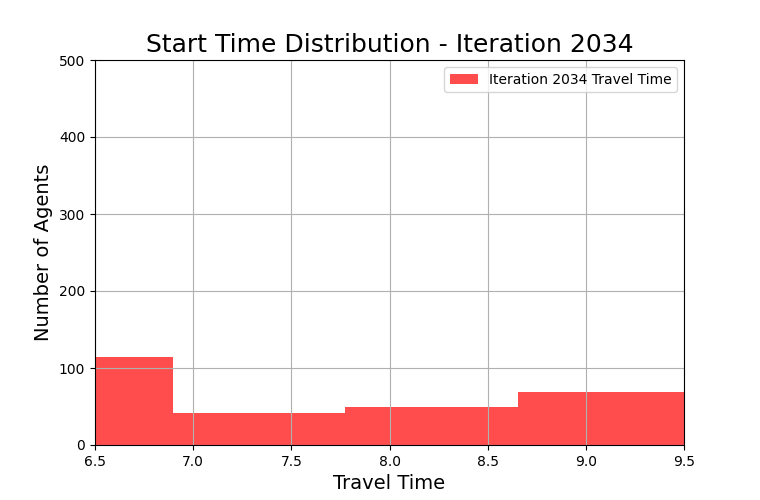 Start Time Distribution - Iteration 2034
Iteration 2034 Travel Time
Number of Agents
500
400
300
200
100
0
6.5 7.0 7.5 8.0 8.5 9.0 9.5
Travel Time